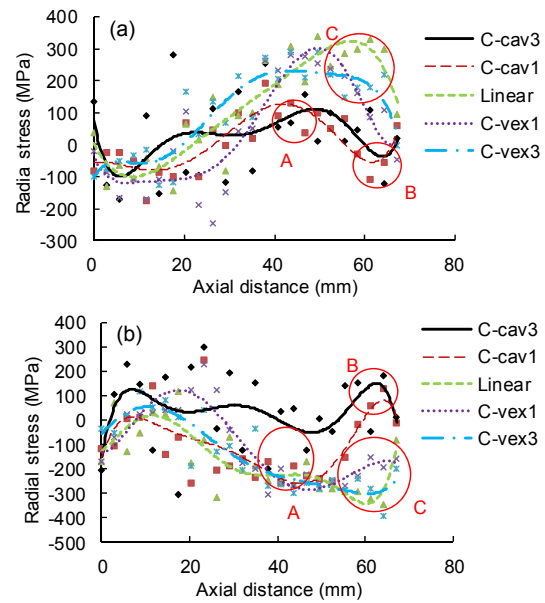 (a)
Radia stress (MPa)
400
300
200
100
0
-100
-200
-300
0
20
40
60
80
Axial distance (mm)
A
B
C
C-cav3
C-cav1
Linear
C-vex1
C-vex3
(b)
Radial stress (MPa)
400
300
200
100
0
-100
-200
-300
-400
-500
0
20
40
60
80
Axial distance (mm)
B
A
C
C-cav3
C-cav1
Linear
C-vex1
C-vex3